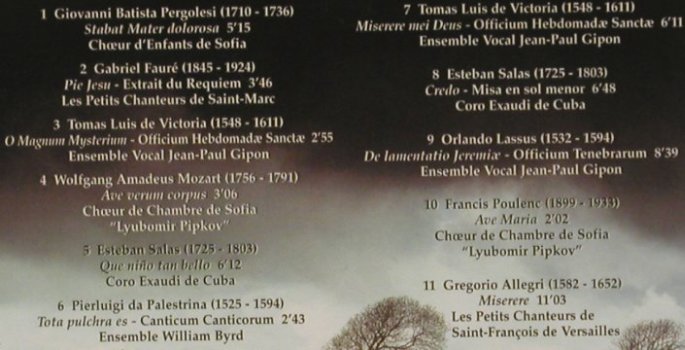 1 Giovanni Batista Pergolesi (1710 - 1736)
Stabat Mater dolorosa 5'15
Chœur d'Enfants de Sofia
2 Gabriel Fauré (1845 - 1924)
Pie Jesu - Extrait du Requiem 3'46
Les Petits Chanteurs de Saint-Marc
3 Tomas Luis de Victoria (1548 - 1611)
O Magnum Mysterium - Officium Hebdomadæ Sanctæ 2'55
Ensemble Vocal Jean-Paul Gipon
4 Wolfgang Amadeus Mozart (1756 - 1791)
Ave verum corpus 3'06
Chœur de Chambre de Sofia
"Lyubomir Pipkov"
5 Esteban Salas (1725 - 1803)
Que niño tan bello 6'12
Coro Exaudi de Cuba
6 Pierluigi da Palestrina (1525 - 1594)
Tota pulchra es - Canticum Canticorum 2'43
Ensemble William Byrd
7 Tomas Luis de Victoria (1548 - 1611)
Miserere mei Deus - Officium Hebdomadæ Sanctæ 6'11
Ensemble Vocal Jean-Paul Gipon
8 Esteban Salas (1725 - 1803)
Credo - Misa en sol menor 6'48
Coro Exaudi de Cuba
9 Orlando Lassus (1532 - 1594)
De lamentatio Jeremiæ - Officium Tenebrarum 8'39
Ensemble Vocal Jean-Paul Gipon
10 Francis Poulenc (1899 - 1933)
Ave Maria 2'02
Chœur de Chambre de Sofia
"Lyubomir Pipkov"
11 Gregorio Allegri (1582 - 1652)
Miserere 11'03
Les Petits Chanteurs de
Saint-François de Versailles